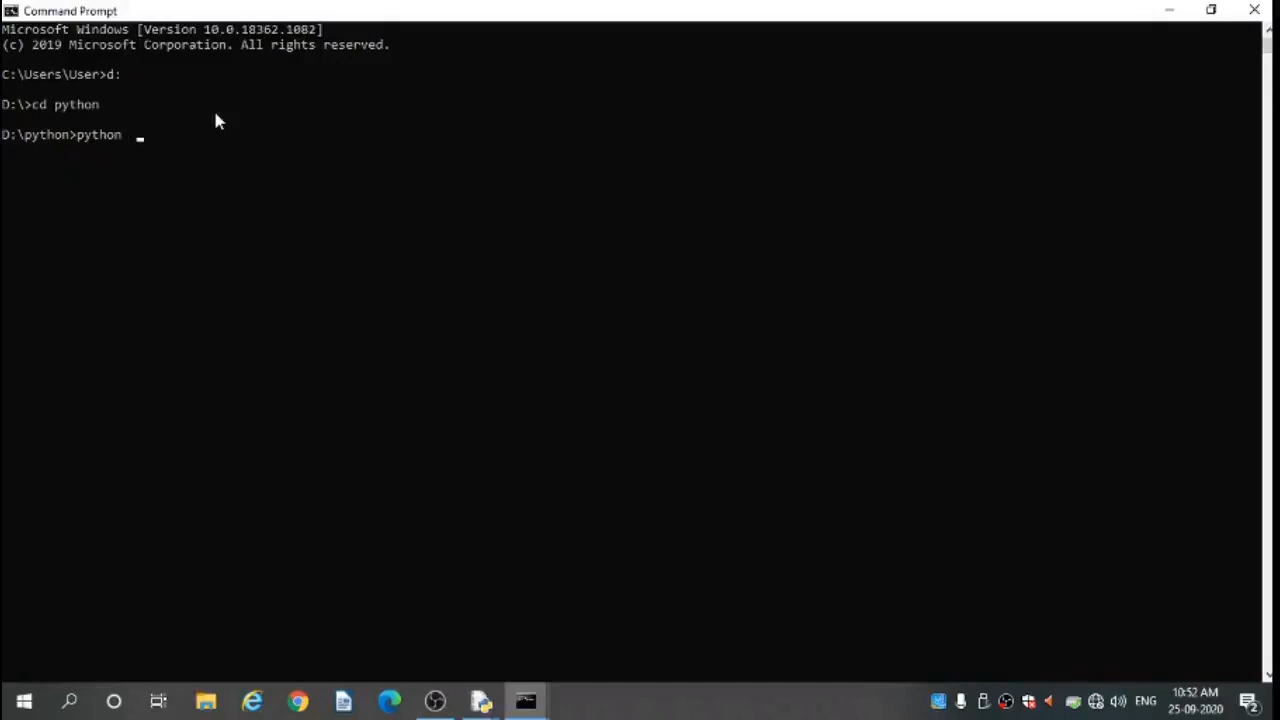 Command Prompt
Microsoft Windows [Version 10.0.18362.1082]
(c) 2019 Microsoft Corporation. All rights reserved.
C:\Users\User>d:
D:\>cd python
D:\python>python
ENG
10:52 AM
25-09-2020
2